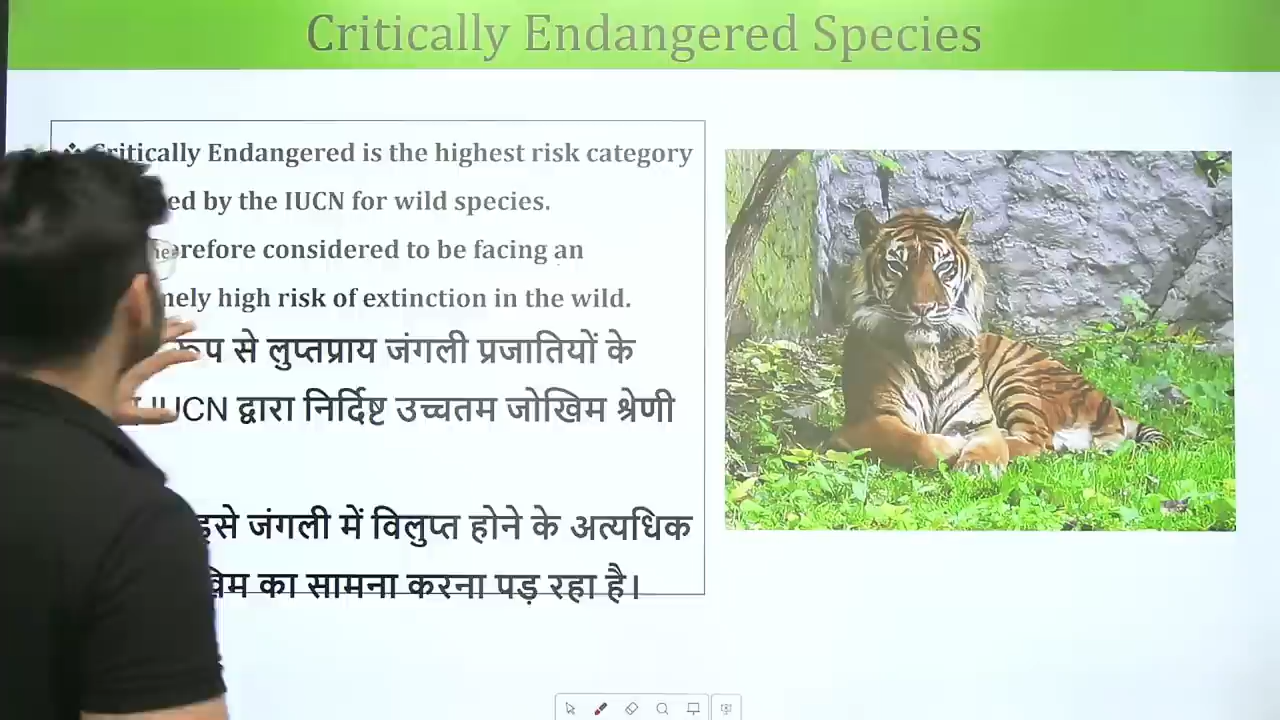 Critically Endangered Species
Critically Endangered is the highest risk category
ed by the IUCN for wild species.
herefore considered to be facing an
mely high risk of extinction in the wild.
रूप से लुप्तप्राय जंगली प्रजातियों के
IUCN द्वारा निर्दिष्ट उच्चतम जोखिम श्रेणी
इसे जंगली में विलुप्त होने के अत्यधिक
का सामना करना पड़ रहा है।